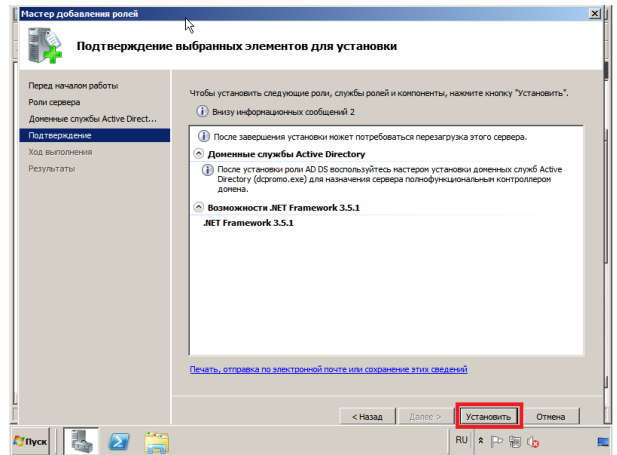 Мастер добавления ролей
Подтверждение выбранных элементов для установки
Перед началом работы
Роли сервера
Доменные службы Active Direct...
Подтверждение
Ход выполнения
Результаты
Чтобы установить следующие роли, службы ролей и компоненты, нажмите кнопку "Установить".
Внизу информационных сообщений 2
После завершения установки может потребоваться перезагрузка этого сервера.
Доменные службы Active Directory
После установки роли AD DS воспользуйтесь мастером установки доменных служб Active
Directory (dcpromo.exe) для назначения сервера полнофункциональным контроллером
домена.
Возможности .NET Framework 3.5.1
.NET Framework 3.5.1
Печать, отправка по электронной почте или сохранение этих сведений
< Назад
Далее >
Установить
Отмена
Пуск
RU